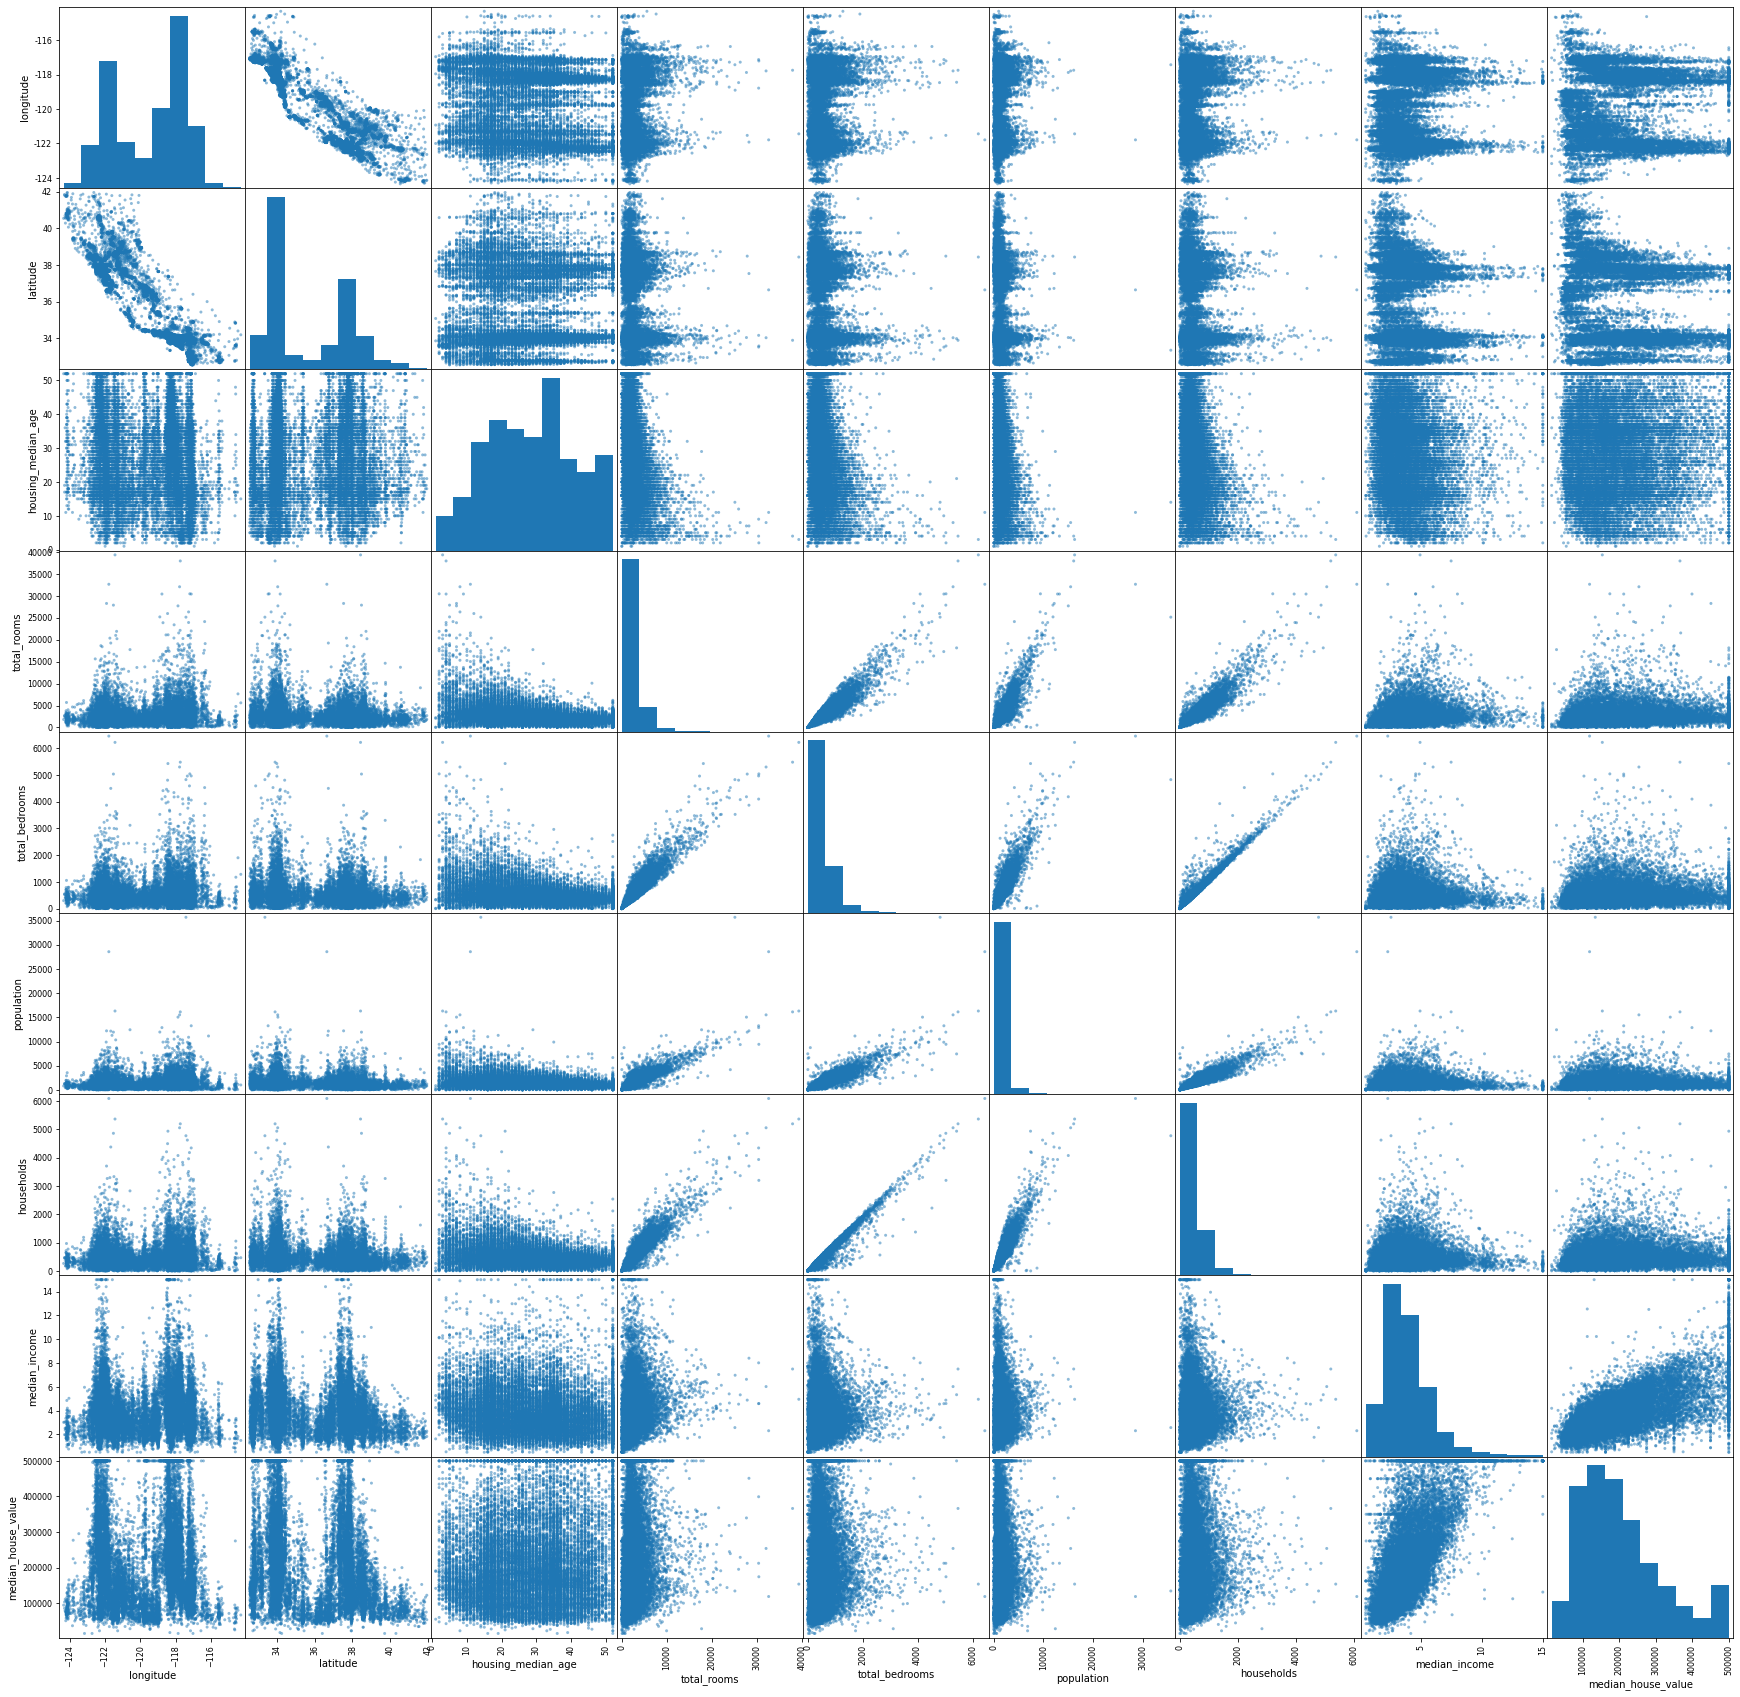 -116
-118
-120
-122
-124
longitude
42
40
38
36
34
latitude
50
40
30
20
10
0
housing_median_age
40000
35000
30000
25000
20000
15000
10000
5000
0
total_rooms
6000
5000
4000
3000
2000
1000
0
total_bedrooms
35000
30000
25000
20000
15000
10000
5000
0
population
6000
5000
4000
3000
2000
1000
0
households
14
12
10
8
6
4
2
median_income
500000
400000
300000
200000
100000
median_house_value
−124 −122 −120 −118 −116
longitude
34 36 38 40 42
latitude
0 10 20 30 40 50
housing_median_age
0 10000 20000 30000 40000
total_rooms
0 2000 4000 6000
total_bedrooms
0 10000 20000 30000
population
0 2000 4000 6000
households
5 10 15
median_income
100000 200000 300000 400000 500000
median_house_value